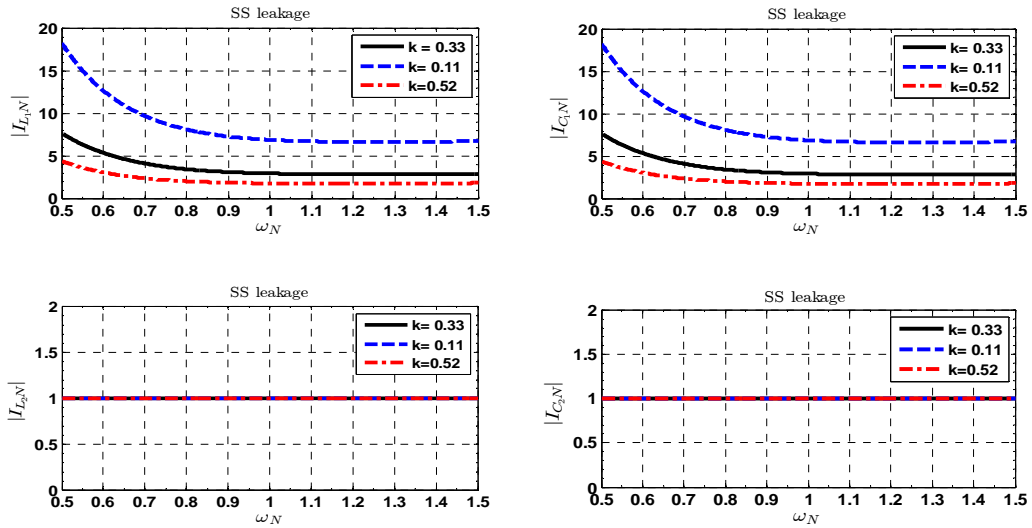 SS leakage
20
15
10
5
0
0.5 0.6 0.7 0.8 0.9 1 1.1 1.2 1.3 1.4 1.5
|I_{L_1N}|
ω_N
k = 0.33
k= 0.11
k=0.52
SS leakage
20
15
10
5
0
0.5 0.6 0.7 0.8 0.9 1 1.1 1.2 1.3 1.4 1.5
|I_{C_1N}|
ω_N
k = 0.33
k= 0.11
k=0.52
SS leakage
2
1.5
1
0.5
0
0.5 0.6 0.7 0.8 0.9 1 1.1 1.2 1.3 1.4 1.5
|I_{L_2N}|
ω_N
k= 0.33
k= 0.11
k=0.52
SS leakage
2
1.5
1
0.5
0
0.5 0.6 0.7 0.8 0.9 1 1.1 1.2 1.3 1.4 1.5
|I_{C_2N}|
ω_N
k= 0.33
k= 0.11
k=0.52